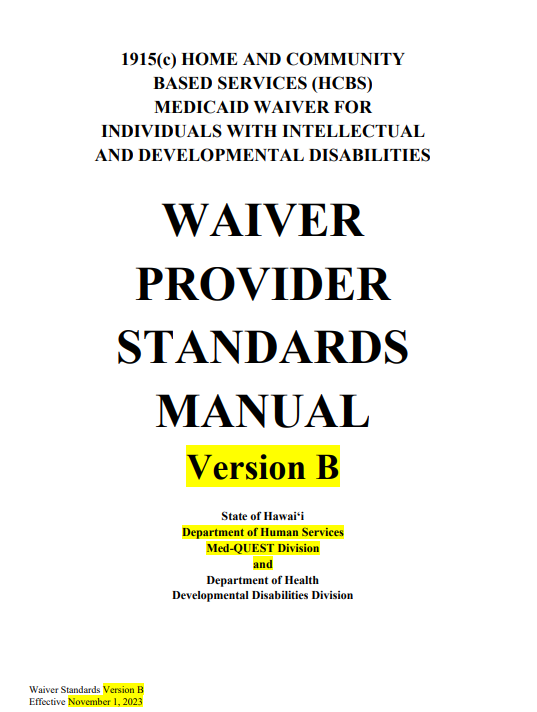 1915(c) HOME AND COMMUNITY
BASED SERVICES (HCBS)
MEDICAID WAIVER FOR
INDIVIDUALS WITH INTELLECTUAL
AND DEVELOPMENTAL DISABILITIES
WAIVER
PROVIDER
STANDARDS
MANUAL
Version B
State of Hawaiʻi
Department of Human Services
Med-QUEST Division
and
Department of Health
Developmental Disabilities Division
Waiver Standards Version B
Effective November 1, 2023